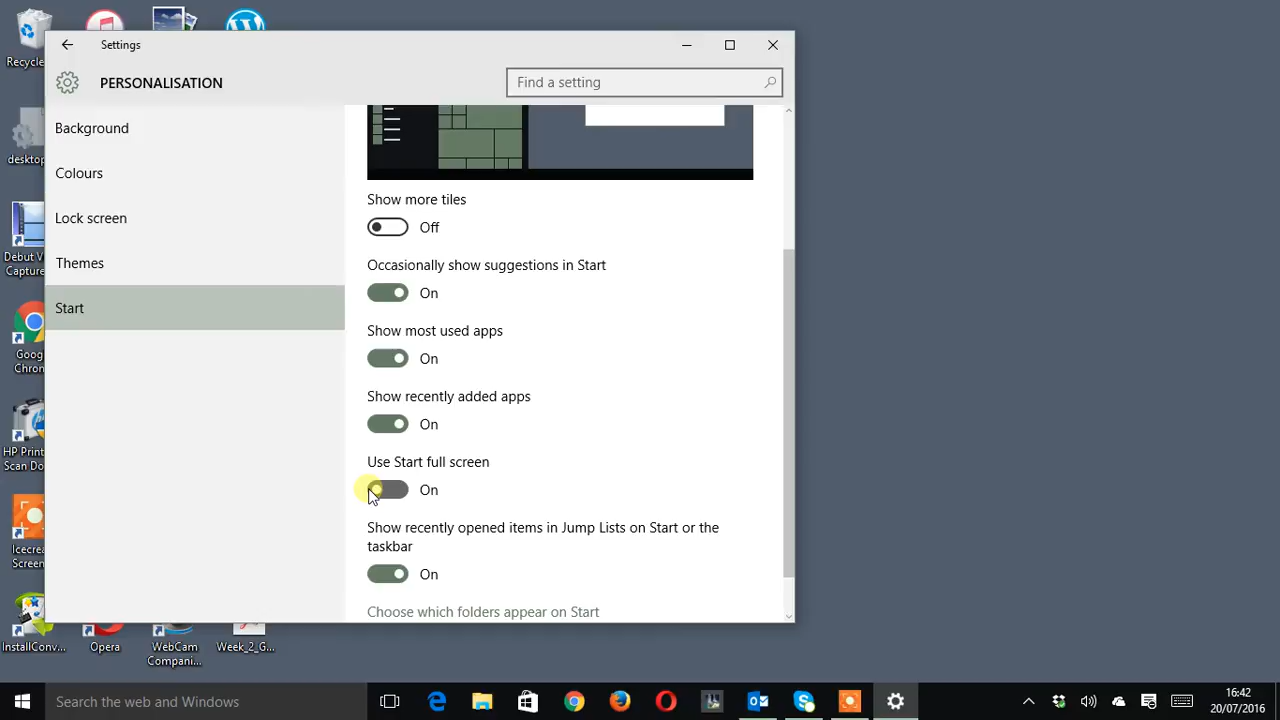 Settings
PERSONALISATION
Find a setting
Background
Colours
Lock screen
Themes
Start
Show more tiles
Off
Occasionally show suggestions in Start
On
Show most used apps
On
Show recently added apps
On
Use Start full screen
On
Show recently opened items in Jump Lists on Start or the
taskbar
On
Choose which folders appear on Start
Recycle
desktop
Debut V
Capture
Google
Chrom
HP Print
Scan Do
Icecrea
Screen
InstallConv...
Opera
WebCam
Compani...
Week_2_G...
Search the web and Windows
16:42
20/07/2016